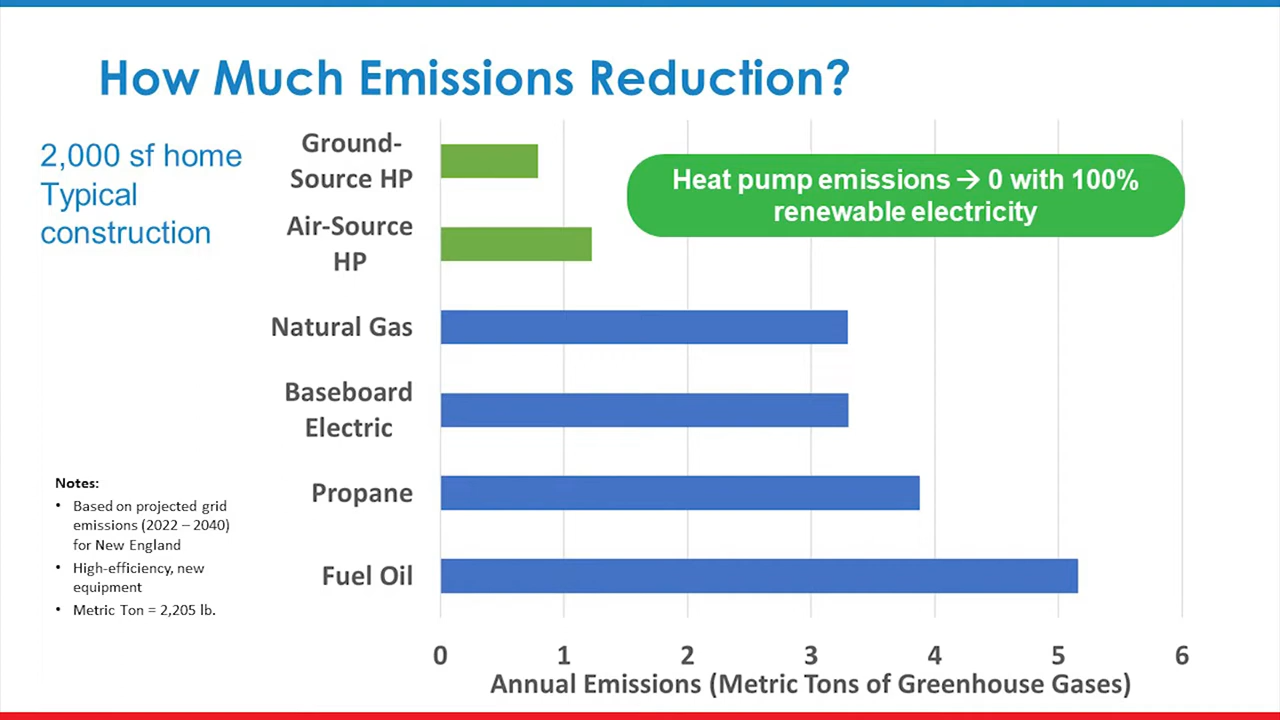 How Much Emissions Reduction?
2,000 sf home
Typical
construction
Ground-
Source HP
Air-Source
HP
Natural Gas
Baseboard
Electric
Propane
Fuel Oil
Heat pump emissions → 0 with 100%
renewable electricity
Notes:
• Based on projected grid
emissions (2022 – 2040)
for New England
• High-efficiency, new
equipment
• Metric Ton = 2,205 lb.
0 1 2 3 4 5 6
Annual Emissions (Metric Tons of Greenhouse Gases)